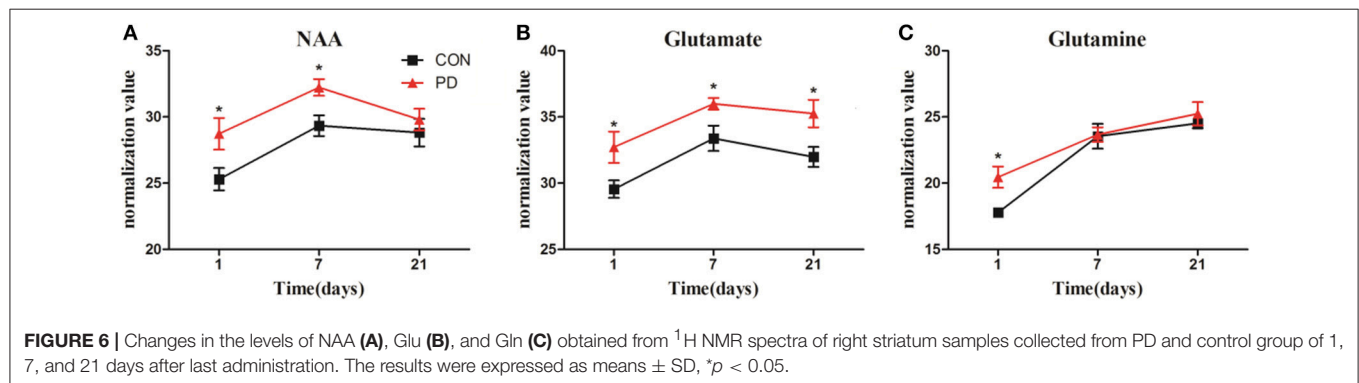 A NAA
35
30
25
20
normalization value
* *
CON
PD
1 7 21
Time(days)
B Glutamate
40
35
30
25
normalization value
* * *
1 7 21
Time(days)
C Glutamine
30
25
20
15
normalization value
*
1 7 21
Time(days)
FIGURE 6 | Changes in the levels of NAA (A), Glu (B), and Gln (C) obtained from ¹H NMR spectra of right striatum samples collected from PD and control group of 1,
7, and 21 days after last administration. The results were expressed as means ± SD, *p < 0.05.